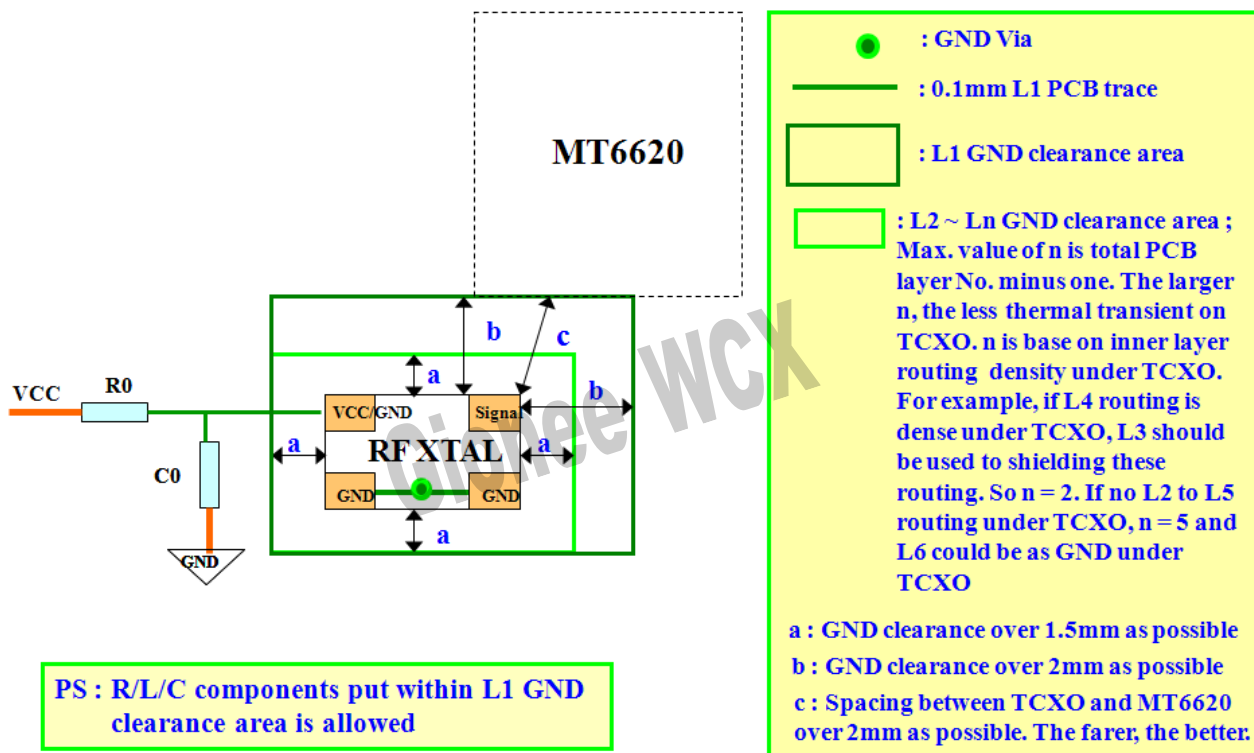 MT6620
b
c
a
b
VCC
R0
VCC/GND
Signal
a
RF XTAL
a
C0
GND
GND
a
GND
Gionee WCX
PS : R/L/C components put within L1 GND
clearance area is allowed
: GND Via
: 0.1mm L1 PCB trace
: L1 GND clearance area
: L2 ~ Ln GND clearance area ;
Max. value of n is total PCB
layer No. minus one. The larger
n, the less thermal transient on
TCXO. n is base on inner layer
routing density under TCXO.
For example, if L4 routing is
dense under TCXO, L3 should
be used to shielding these
routing. So n = 2. If no L2 to L5
routing under TCXO, n = 5 and
L6 could be as GND under
TCXO
a : GND clearance over 1.5mm as possible
b : GND clearance over 2mm as possible
c : Spacing between TCXO and MT6620
over 2mm as possible. The farer, the better.